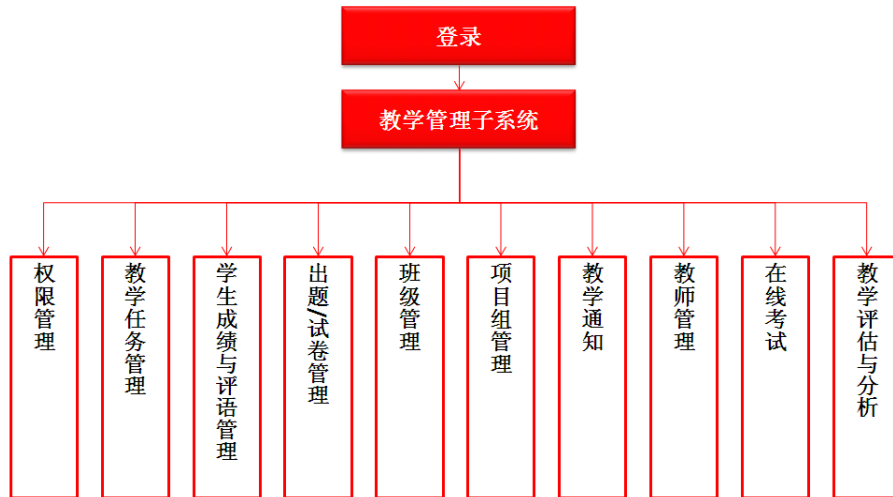 登录
教学管理子系统
权限管理
教学任务管理
学生成绩与评语管理
出题/试卷管理
班级管理
项目组管理
教学通知
教师管理
在线考试
教学评估与分析